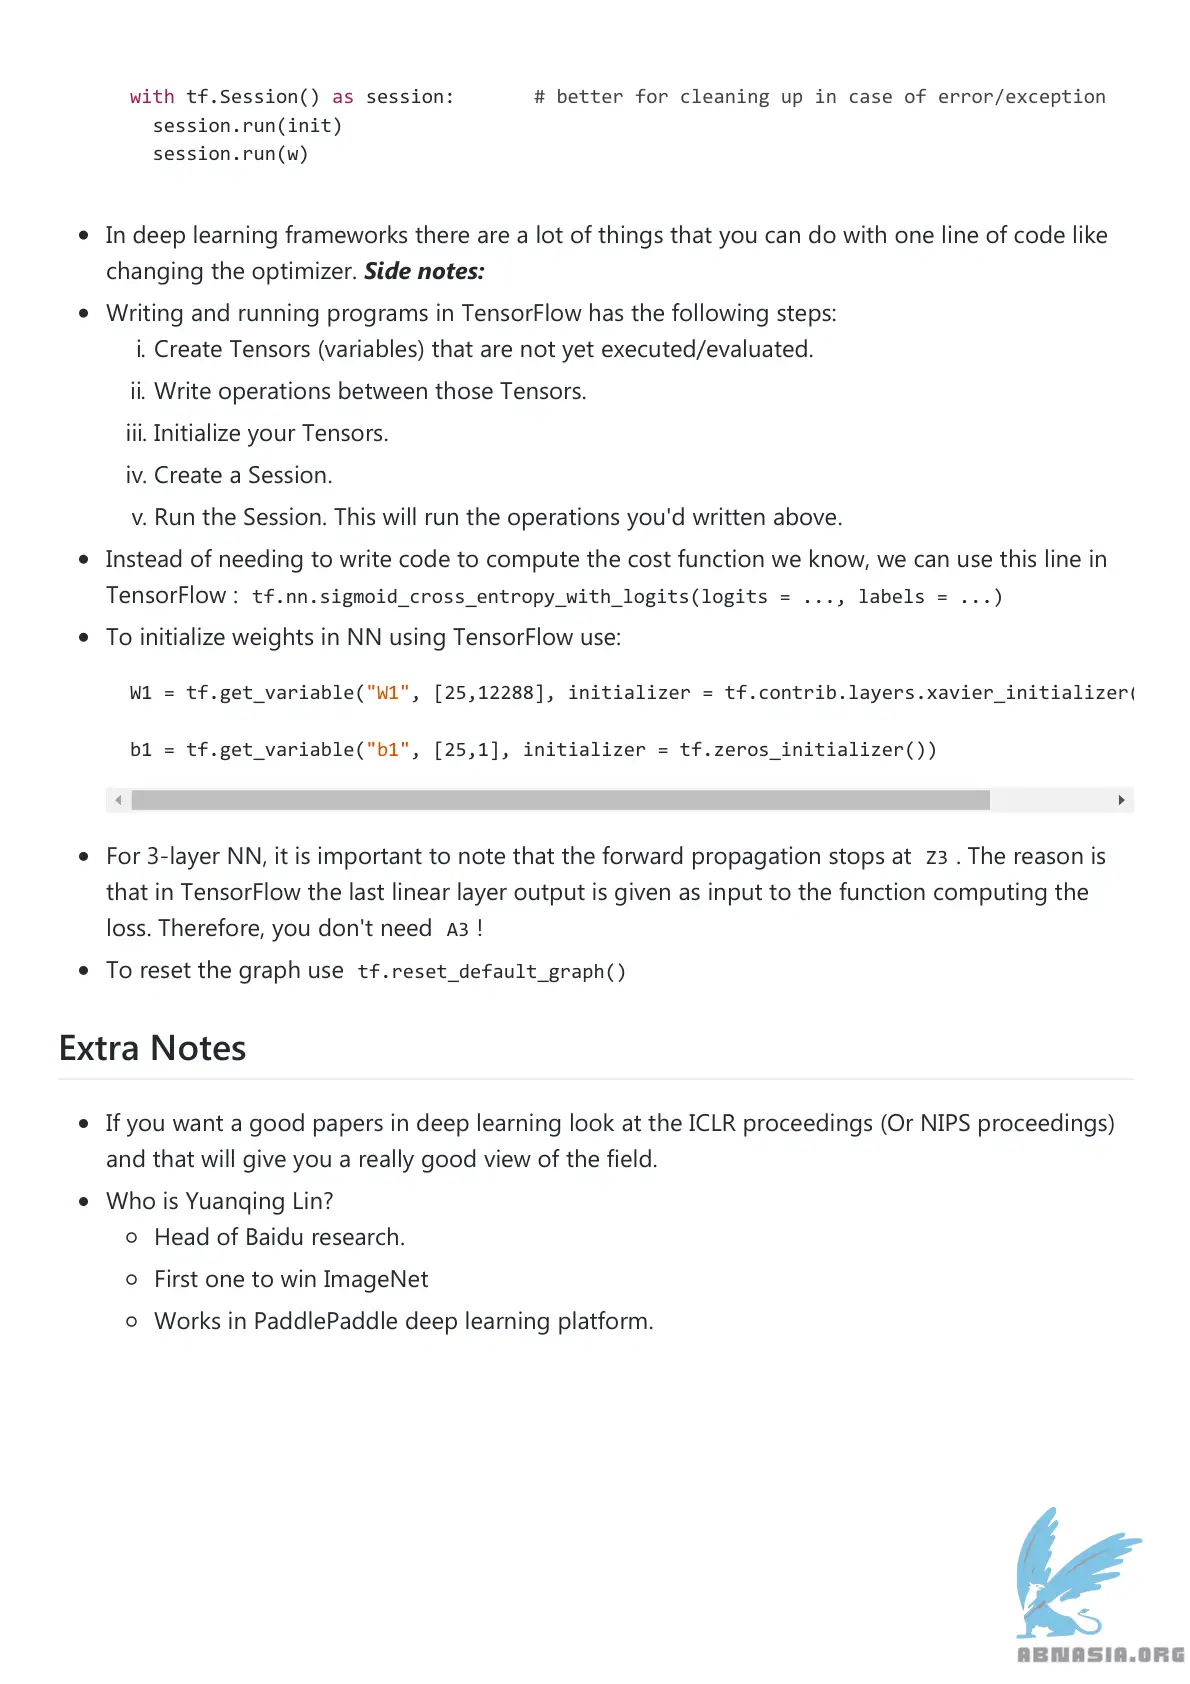 with tf.Session() as session:       # better for cleaning up in case of error/exception
  session.run(init)
  session.run(w)
• In deep learning frameworks there are a lot of things that you can do with one line of code like
changing the optimizer. Side notes:
• Writing and running programs in TensorFlow has the following steps:
i. Create Tensors (variables) that are not yet executed/evaluated.
ii. Write operations between those Tensors.
iii. Initialize your Tensors.
iv. Create a Session.
v. Run the Session. This will run the operations you'd written above.
• Instead of needing to write code to compute the cost function we know, we can use this line in
TensorFlow : tf.nn.sigmoid_cross_entropy_with_logits(logits = ..., labels = ...)
• To initialize weights in NN using TensorFlow use:
W1 = tf.get_variable("W1", [25,12288], initializer = tf.contrib.layers.xavier_initializer(
b1 = tf.get_variable("b1", [25,1], initializer = tf.zeros_initializer())
• For 3-layer NN, it is important to note that the forward propagation stops at Z3 . The reason is
that in TensorFlow the last linear layer output is given as input to the function computing the
loss. Therefore, you don't need A3 !
• To reset the graph use tf.reset_default_graph()
Extra Notes
• If you want a good papers in deep learning look at the ICLR proceedings (Or NIPS proceedings)
and that will give you a really good view of the field.
• Who is Yuanqing Lin?
○ Head of Baidu research.
○ First one to win ImageNet
○ Works in PaddlePaddle deep learning platform.
ABNASIA.ORG